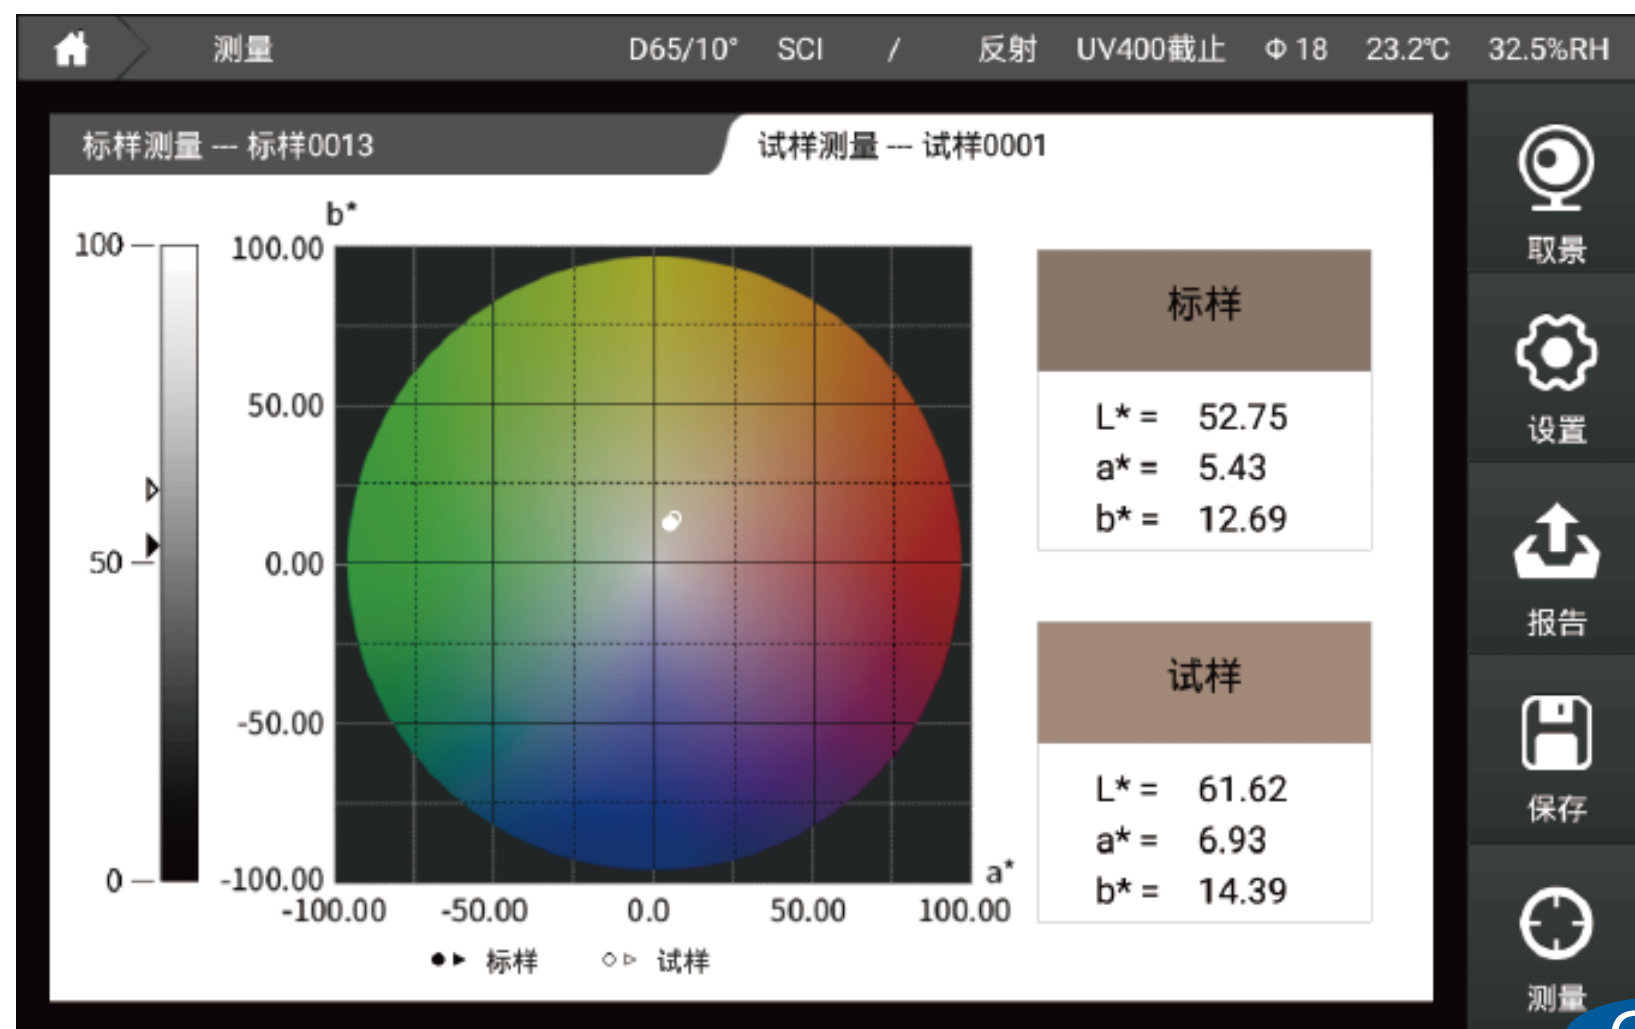 测量 D65/10° SCI / 反射 UV400截止 Φ 18 23.2℃ 32.5%RH
标样测量 --- 标样0013
试样测量 --- 试样0001
b*
100
50
0
100.00
50.00
0.00
-50.00
-100.00
-100.00 -50.00 0.0 50.00 100.00
a*
标样 试样
标样
L* = 52.75
a* = 5.43
b* = 12.69
试样
L* = 61.62
a* = 6.93
b* = 14.39
取景
设置
报告
保存
测量